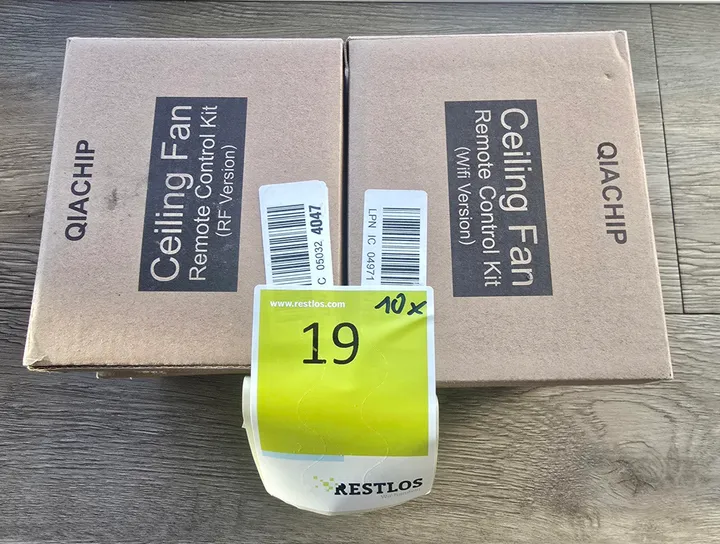 QIACHIP
Ceiling Fan
Remote Control Kit
(RF Version)
C 05032 4047
Ceiling Fan
Remote Control Kit
(Wifi Version)
QIACHIP
LPN IC 04971
www.restlos.com
10x
19
RESTLOS